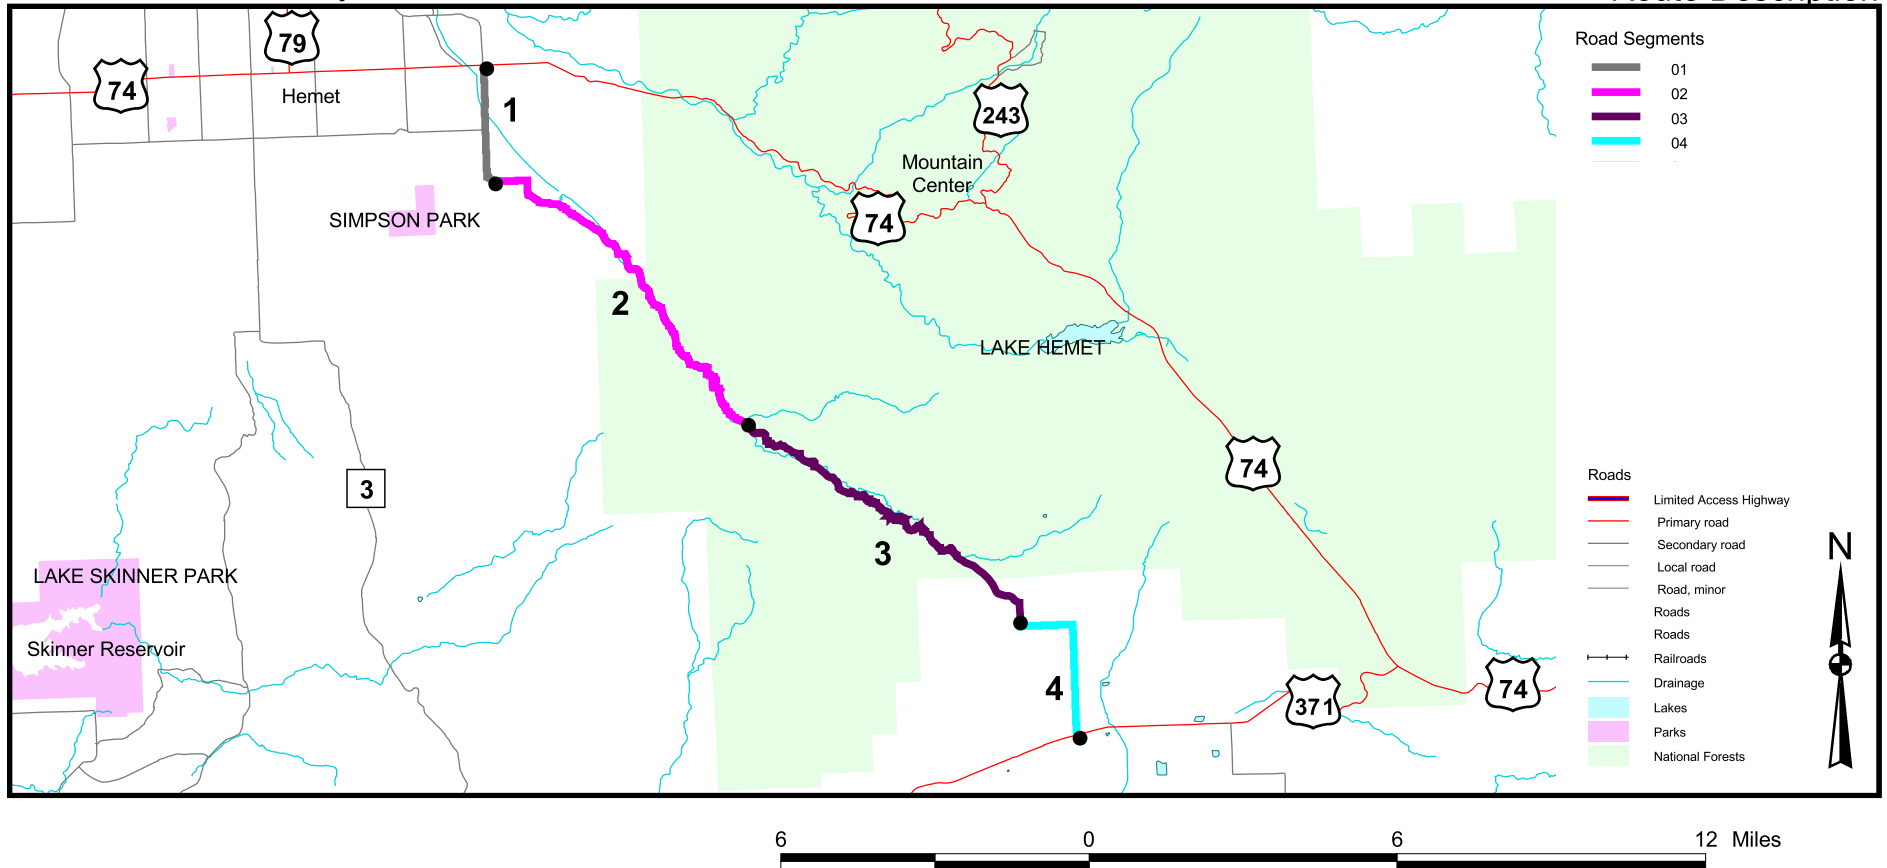 Route Description
79
74
Hemet
1
243
Mountain
Center
74
SIMPSON PARK
2
LAKE HEMET
74
3
3
LAKE SKINNER PARK
Skinner Reservoir
4
371
74
Road Segments
01
02
03
04
Roads
Limited Access Highway
Primary road
Secondary road
Local road
Road, minor
Roads
Roads
Railroads
Drainage
Lakes
Parks
National Forests
N
6 0 6 12 Miles